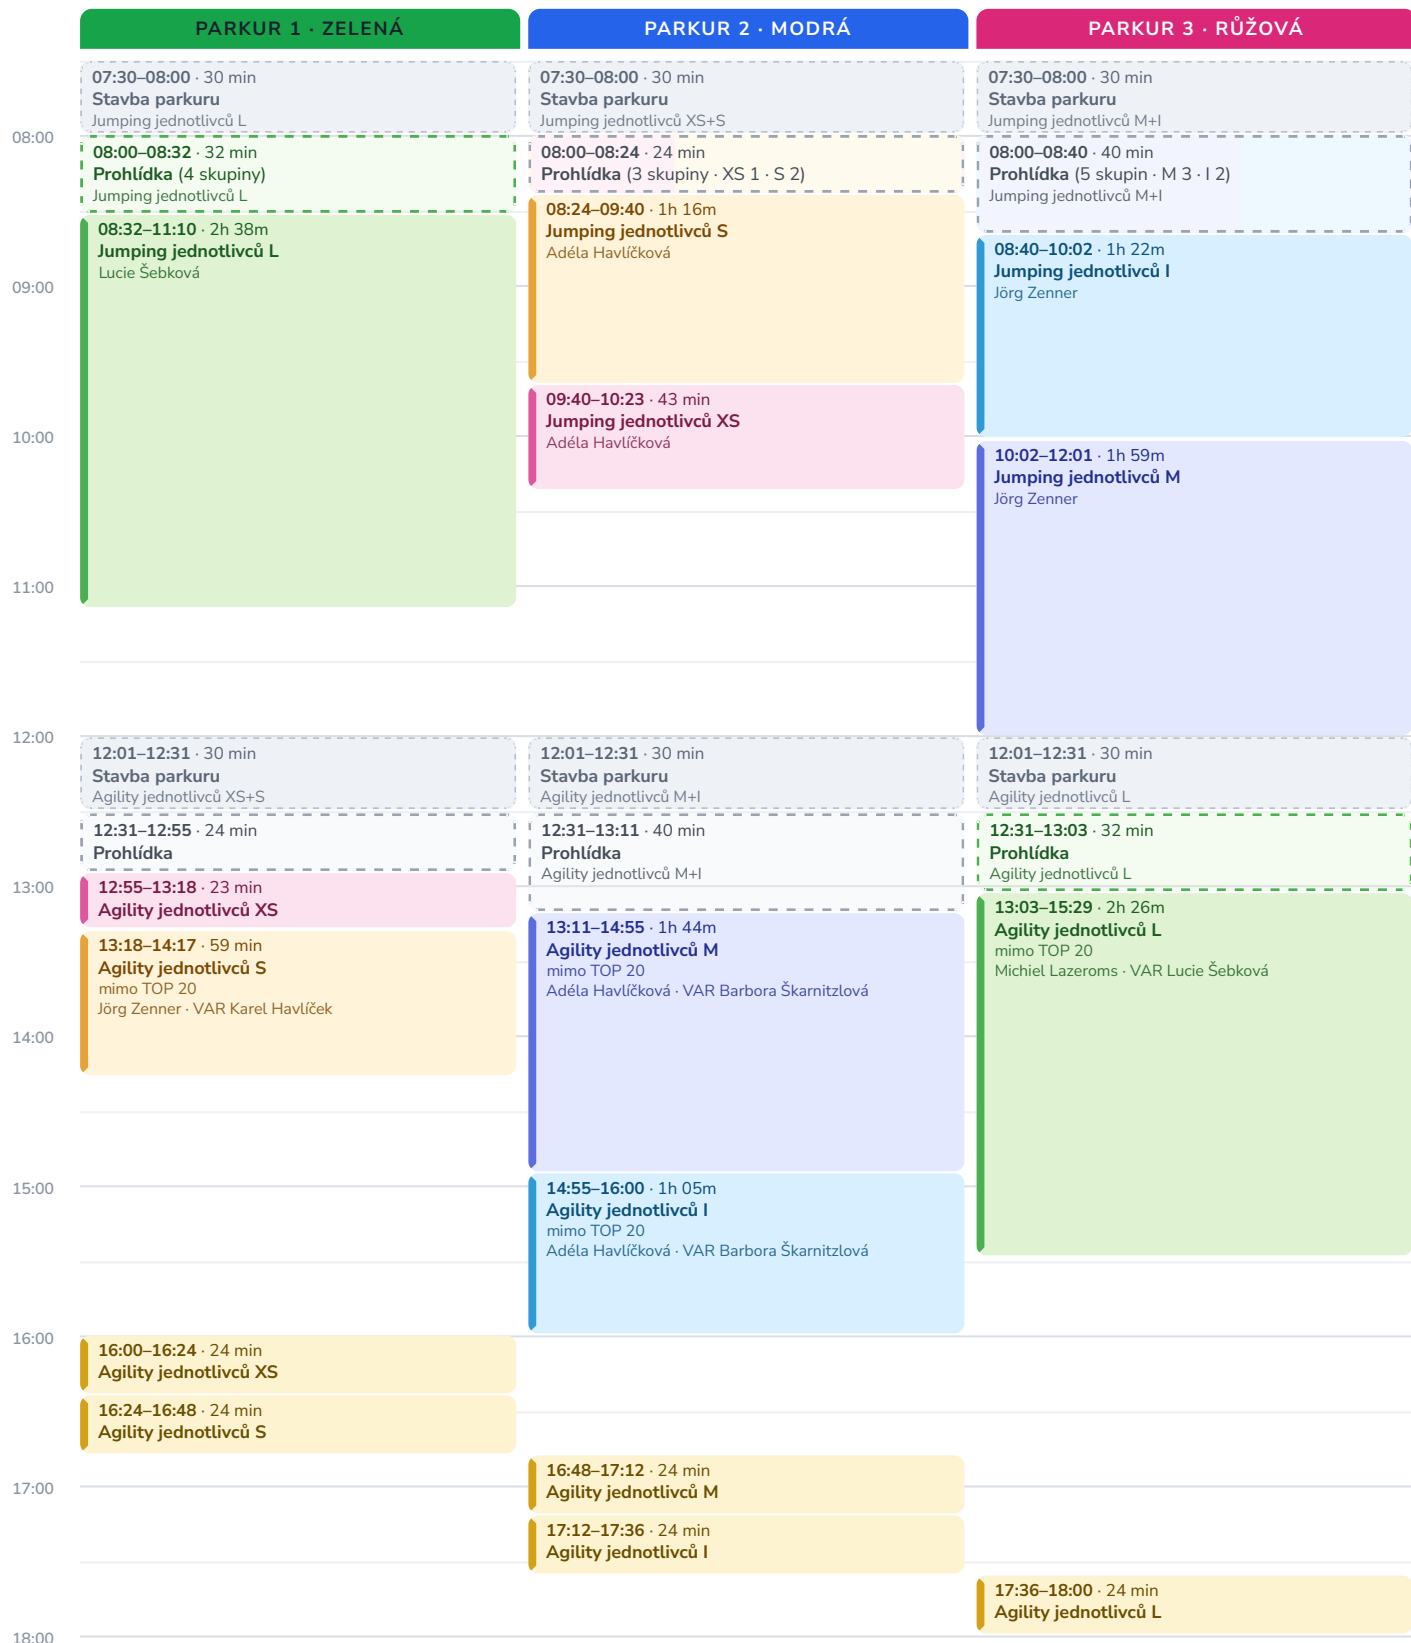 PARKUR 1 · ZELENÁ
PARKUR 2 · MODRÁ
PARKUR 3 · RŮŽOVÁ
07:30–08:00 · 30 min
Stavba parkuru
Jumping jednotlivců L
07:30–08:00 · 30 min
Stavba parkuru
Jumping jednotlivců XS+S
07:30–08:00 · 30 min
Stavba parkuru
Jumping jednotlivců M+I
08:00
08:00–08:32 · 32 min
Prohlídka (4 skupiny)
Jumping jednotlivců L
08:00–08:24 · 24 min
Prohlídka (3 skupiny · XS 1 · S 2)
08:00–08:40 · 40 min
Prohlídka (5 skupin · M 3 · I 2)
Jumping jednotlivců M+I
08:32–11:10 · 2h 38m
Jumping jednotlivců L
Lucie Šebková
08:24–09:40 · 1h 16m
Jumping jednotlivců S
Adéla Havlíčková
08:40–10:02 · 1h 22m
Jumping jednotlivců I
Jörg Zenner
09:00
09:40–10:23 · 43 min
Jumping jednotlivců XS
Adéla Havlíčková
10:00
10:02–12:01 · 1h 59m
Jumping jednotlivců M
Jörg Zenner
11:00
12:00
12:01–12:31 · 30 min
Stavba parkuru
Agility jednotlivců XS+S
12:01–12:31 · 30 min
Stavba parkuru
Agility jednotlivců M+I
12:01–12:31 · 30 min
Stavba parkuru
Agility jednotlivců L
12:31–12:55 · 24 min
Prohlídka
12:31–13:11 · 40 min
Prohlídka
Agility jednotlivců M+I
12:31–13:03 · 32 min
Prohlídka
Agility jednotlivců L
13:00
12:55–13:18 · 23 min
Agility jednotlivců XS
13:18–14:17 · 59 min
Agility jednotlivců S
mimo TOP 20
Jörg Zenner · VAR Karel Havlíček
13:11–14:55 · 1h 44m
Agility jednotlivců M
mimo TOP 20
Adéla Havlíčková · VAR Barbora Škarnitzlová
13:03–15:29 · 2h 26m
Agility jednotlivců L
mimo TOP 20
Michiel Lazeroms · VAR Lucie Šebková
14:00
15:00
14:55–16:00 · 1h 05m
Agility jednotlivců I
mimo TOP 20
Adéla Havlíčková · VAR Barbora Škarnitzlová
16:00
16:00–16:24 · 24 min
Agility jednotlivců XS
16:24–16:48 · 24 min
Agility jednotlivců S
16:48–17:12 · 24 min
Agility jednotlivců M
17:00
17:12–17:36 · 24 min
Agility jednotlivců I
17:36–18:00 · 24 min
Agility jednotlivců L
18:00